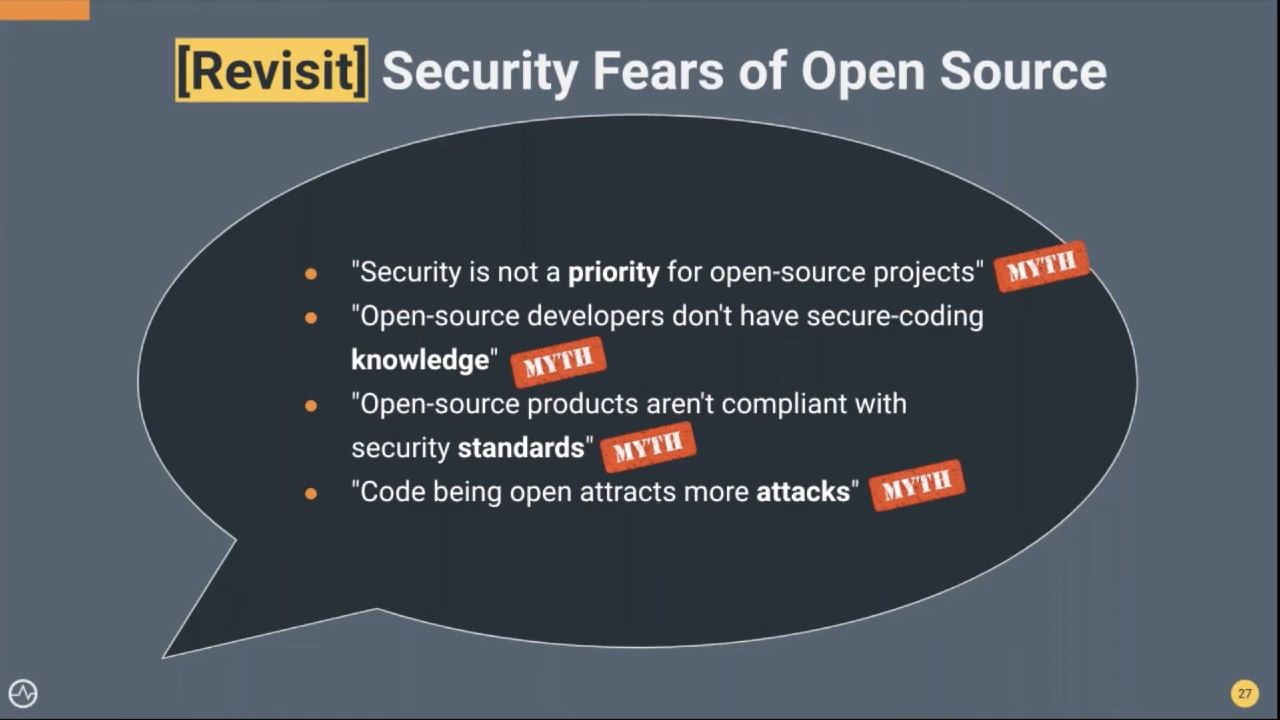 [Revisit] Security Fears of Open Source
"Security is not a priority for open-source projects" MYTH
"Open-source developers don't have secure-coding
knowledge" MYTH
"Open-source products aren't compliant with
security standards" MYTH
"Code being open attracts more attacks" MYTH
27